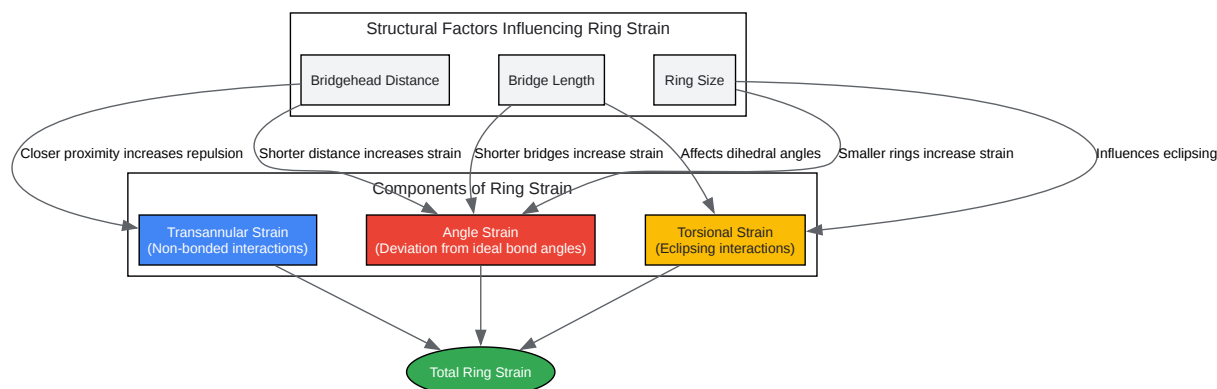 Structural Factors Influencing Ring Strain
Bridgehead Distance
Bridge Length
Ring Size
Closer proximity increases repulsion
Shorter distance increases strain
Shorter bridges increase strain
Affects dihedral angles
Smaller rings increase strain
Influences eclipsing
Components of Ring Strain
Transannular Strain
(Non-bonded interactions)
Angle Strain
(Deviation from ideal bond angles)
Torsional Strain
(Eclipsing interactions)
Total Ring Strain